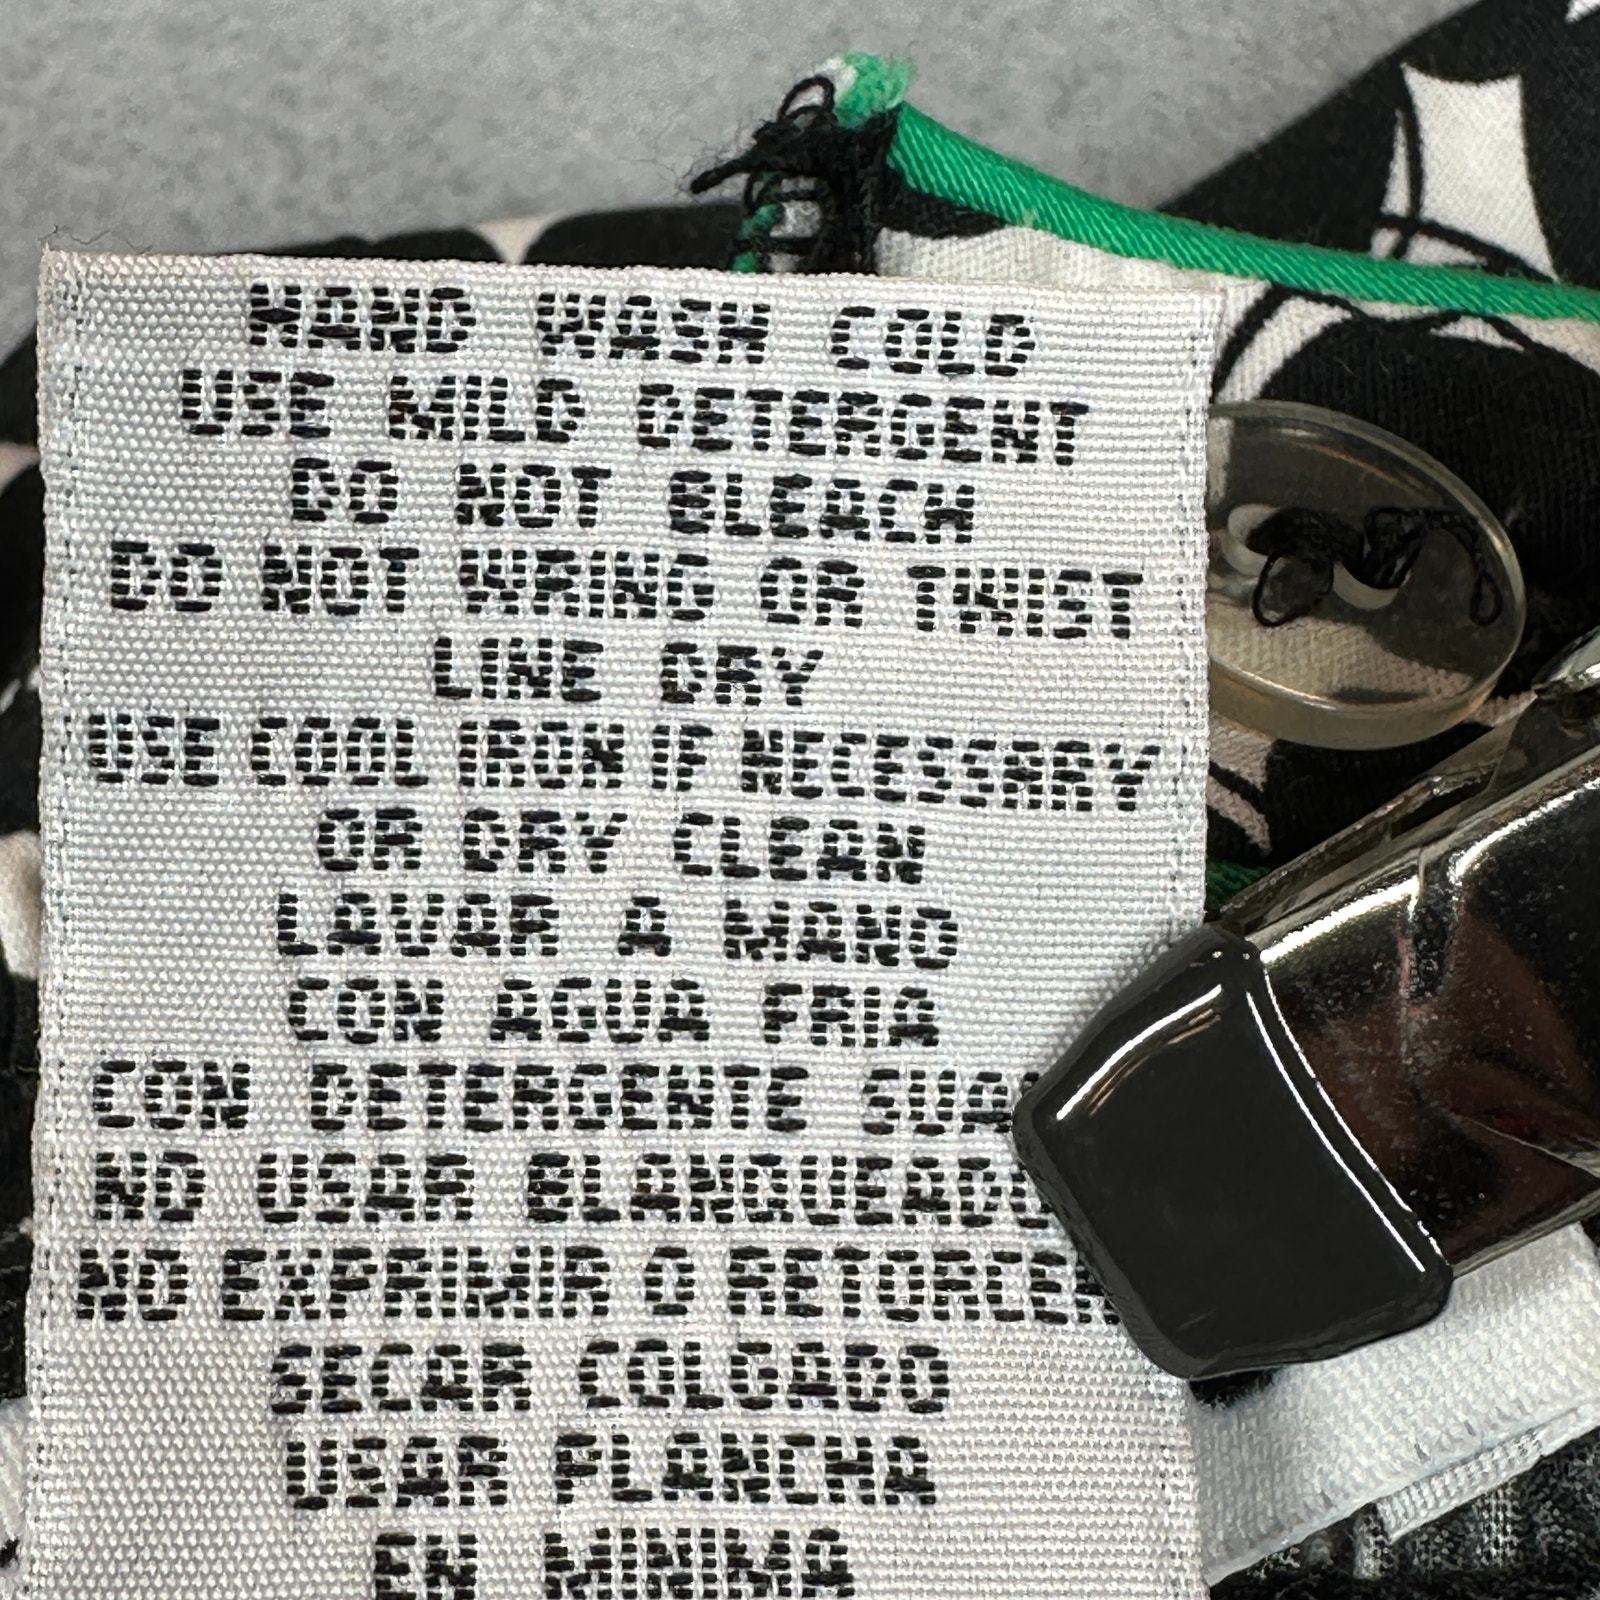 HAND WASH COLD
USE MILD DETERGENT
DO NOT BLEACH
DO NOT WRING OR TWIST
LINE DRY
USE COOL IRON IF NECESSARY
OR DRY CLEAN
LAVAR A MANO
CON AGUA FRIA
CON DETERGENTE
NO USAR
NO EXPRIMIR O RETORCER
SECAR COLGADO
USAR PLANCHA
EN MINIMA